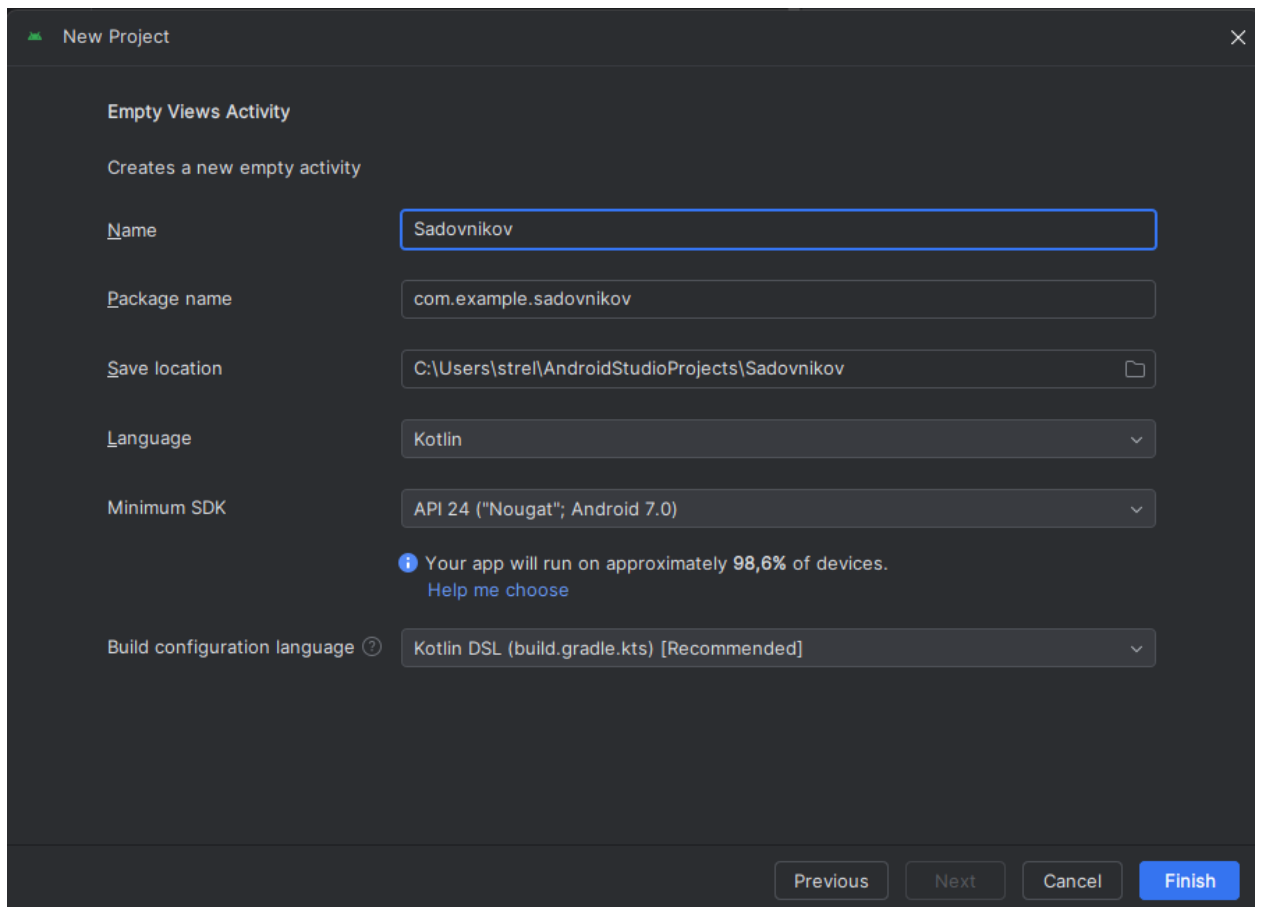 New Project
Empty Views Activity
Creates a new empty activity
Name
Sadovnikov
Package name
com.example.sadovnikov
Save location
C:\Users\strel\AndroidStudioProjects\Sadovnikov
Language
Kotlin
Minimum SDK
API 24 ("Nougat"; Android 7.0)
Your app will run on approximately 98,6% of devices.
Help me choose
Build configuration language ?
Kotlin DSL (build.gradle.kts) [Recommended]
Previous
Next
Cancel
Finish